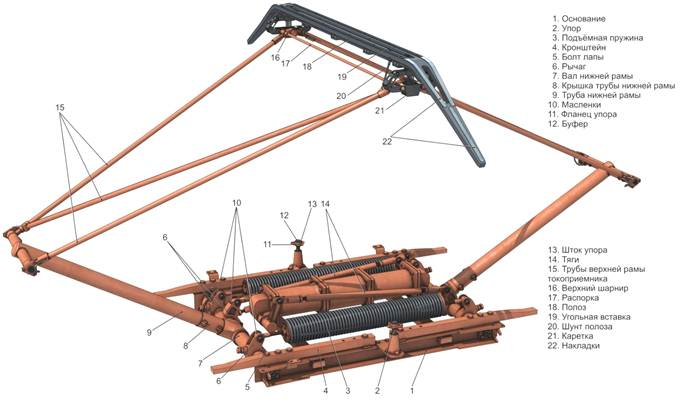 1. Основание
2. Упор
3. Подъёмная пружина
4. Кронштейн
5. Болт лапы
6. Рычаг
7. Вал нижней рамы
8. Крышка трубы нижней рамы
9. Труба нижней рамы
10. Масленки
11. Фланец упора
12. Буфер
16
17
18
19
20
21
22
15
13
12
14
11
10
6
13. Шток упора
14. Тяги
15. Трубы верхней рамы
токоприемника
16. Верхний шарнир
17. Распорка
18. Полоз
19. Угольная вставка
20. Шунт полоза
21. Каретка
22. Накладки
9
8
7
6
5
4
3
2
1